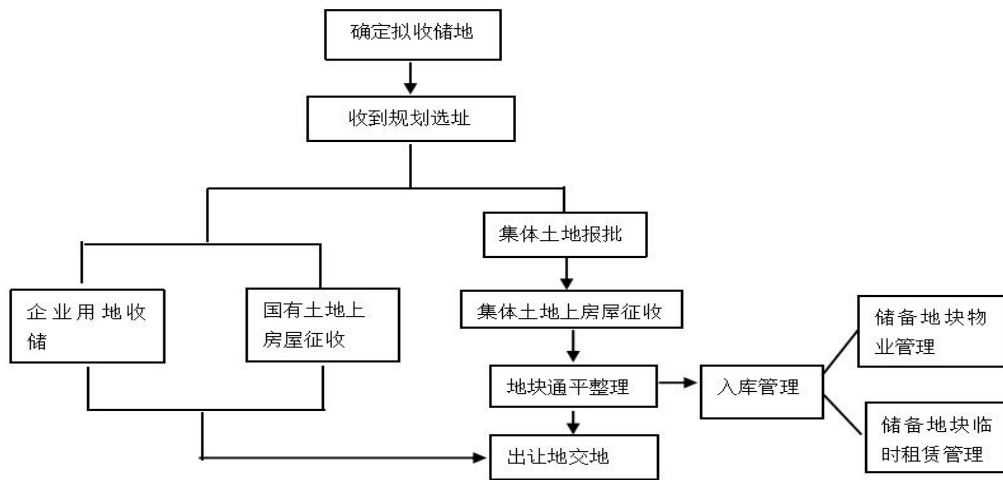 确定拟收储地
收到规划选址
集体土地报批
企业用地收
储
国有土地上
房屋征收
集体土地上房屋征收
储备地块物
业管理
地块通平整理
入库管理
出让地交地
储备地块临
时租赁管理